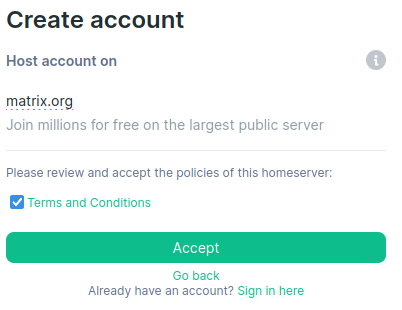 Create account
Host account on
matrix.org
Join millions for free on the largest public server
Please review and accept the policies of this homeserver:
Terms and Conditions
Accept
Go back
Already have an account? Sign in here